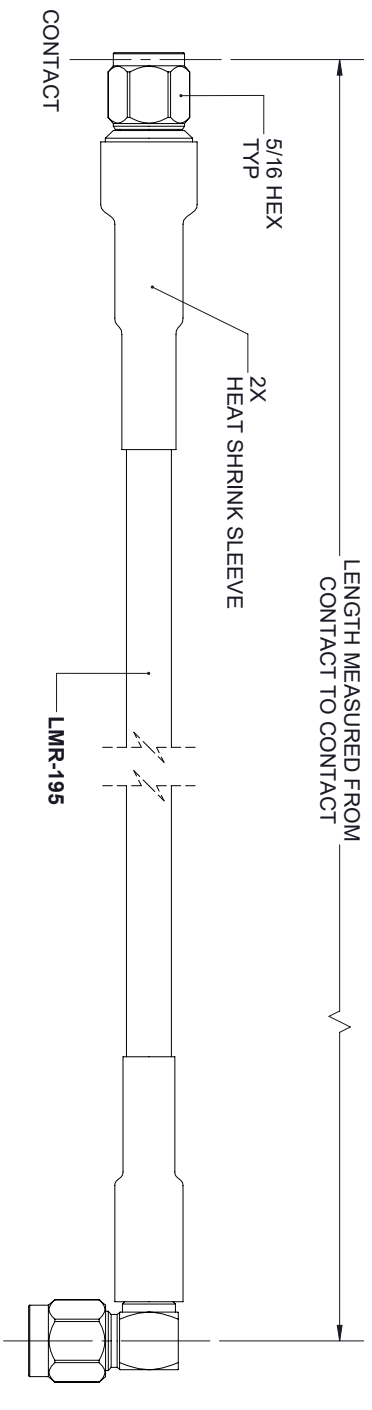 LENGTH MEASURED FROM
CONTACT TO CONTACT
5/16 HEX
TYP
2X
HEAT SHRINK SLEEVE
CONTACT
LMR-195